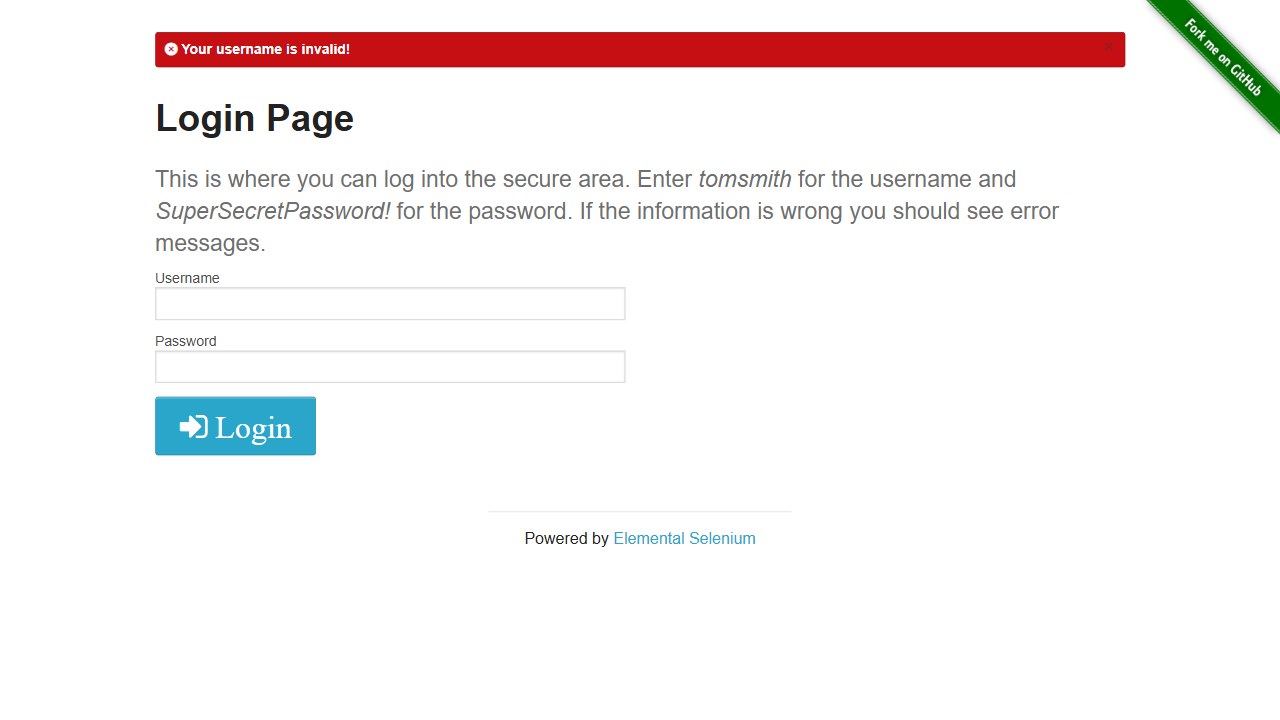 Your username is invalid!
×
Fork me on GitHub
Login Page
This is where you can log into the secure area. Enter tomsmith for the username and
SuperSecretPassword! for the password. If the information is wrong you should see error
messages.
Username
Password
Login
Powered by Elemental Selenium